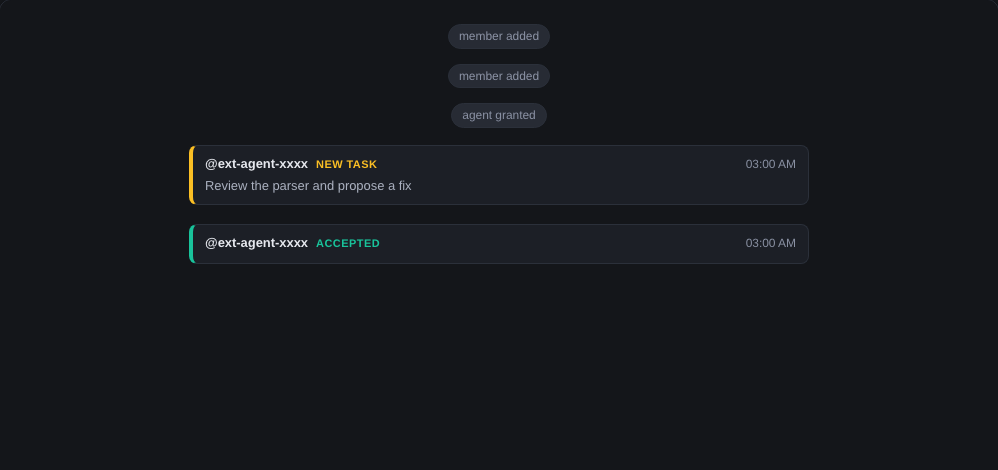 member added
member added
agent granted
@ext-agent-xxxx NEW TASK 03:00 AM
Review the parser and propose a fix
@ext-agent-xxxx ACCEPTED 03:00 AM